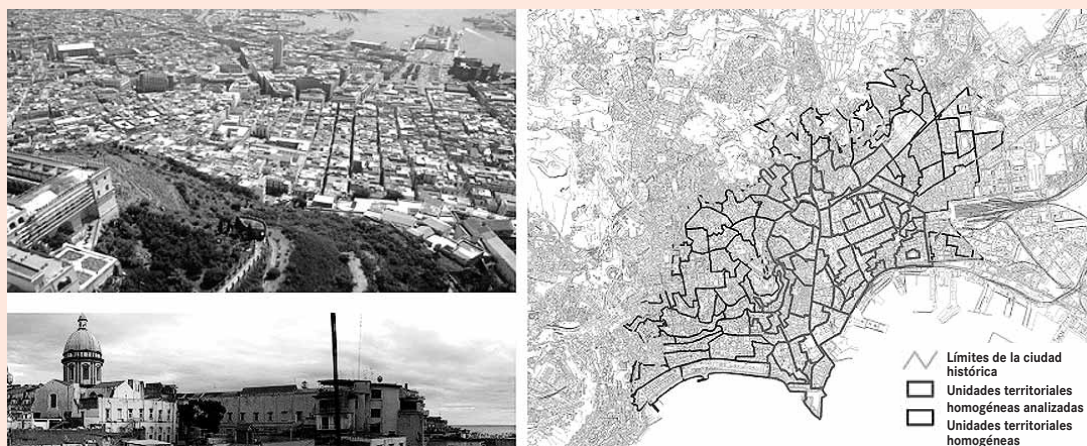 Límites de la ciudad
histórica
Unidades territoriales
homogéneas analizadas
Unidades territoriales
homogéneas